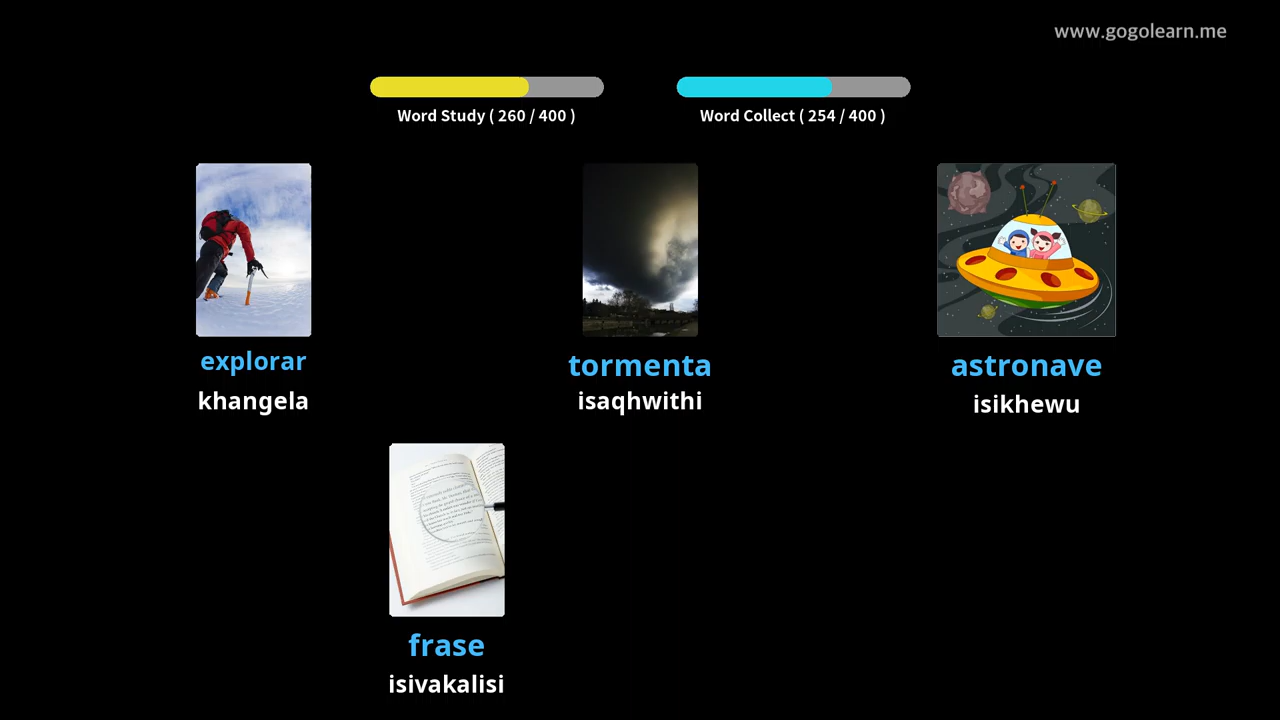 www.gogolearn.me
Word Study ( 260 / 400 )
Word Collect ( 254 / 400 )
explorar
khangela
tormenta
isaqhwithi
astronave
isikhewu
frase
isivakalisi